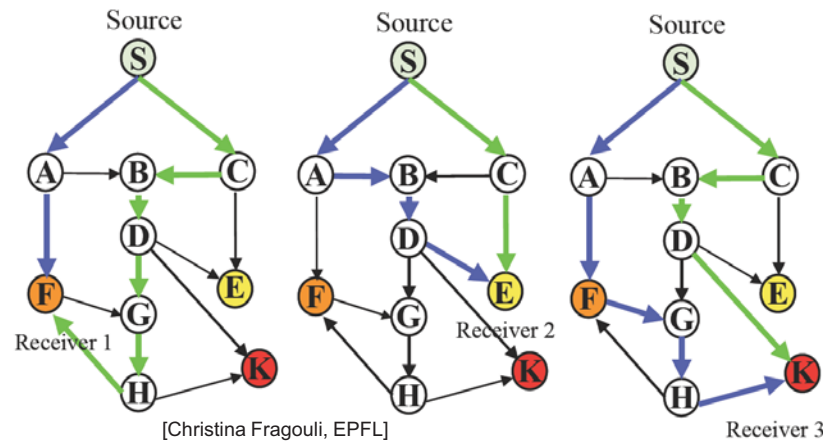 Source
S
A
B
C
D
F
E
G
Receiver 1
K
H
Source
S
A
B
C
D
F
E
G
Receiver 2
K
H
Source
S
A
B
C
D
F
E
G
K
H
Receiver 3
[Christina Fragouli, EPFL]